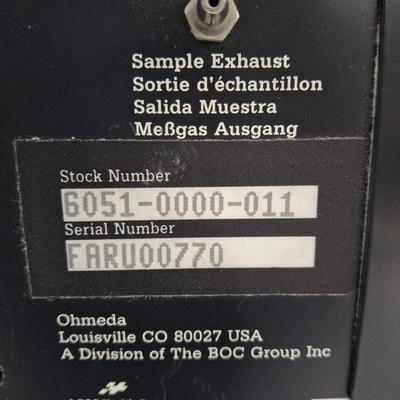 Sample Exhaust
Sortie d'échantillon
Salida Muestra
Meßgas Ausgang
Stock Number
6051-0000-011
Serial Number
FARU00770
Ohmeda
Louisville CO 80027 USA
A Division of The BOC Group Inc